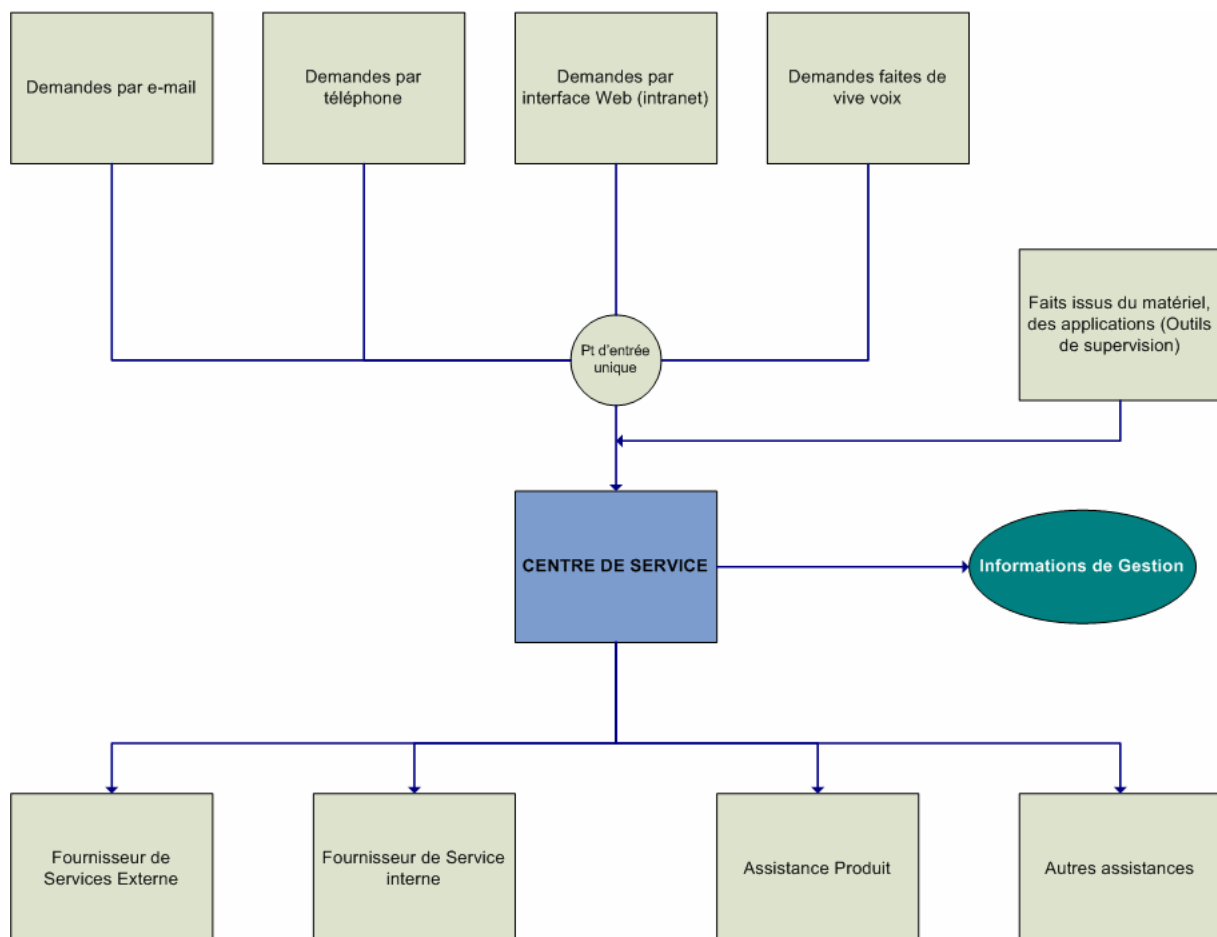 Demandes par e-mail
Demandes par
téléphone
Demandes par
interface Web (intranet)
Demandes faites de
vive voix
Faits issus du matériel,
des applications (Outils
de supervision)
Pt d'entrée
unique
CENTRE DE SERVICE
Informations de Gestion
Fournisseur de
Services Externe
Fournisseur de Service
interne
Assistance Produit
Autres assistances